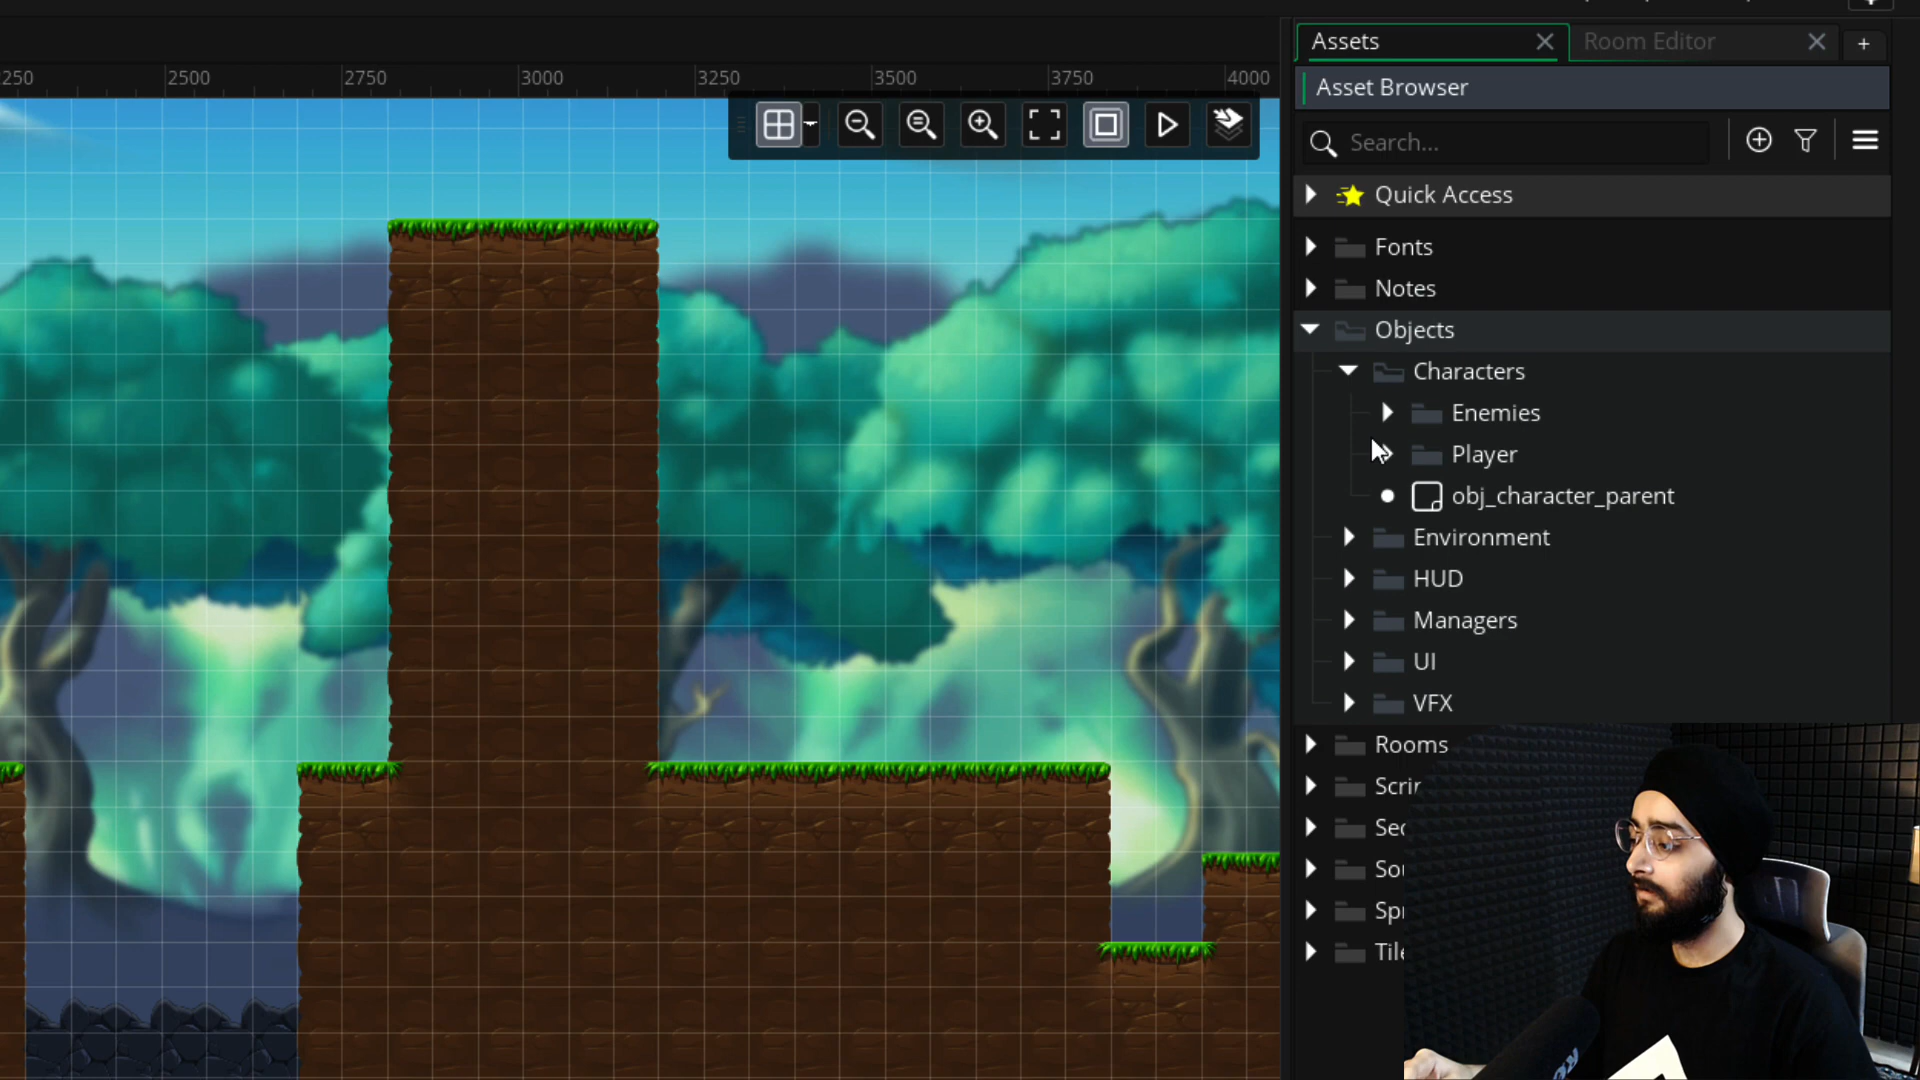 Assets
Room Editor
250 2500 2750 3000 3250 3500 3750 4000
Asset Browser
Search...
Quick Access
Fonts
Notes
Objects
Characters
Enemies
Player
obj_character_parent
Environment
HUD
Managers
UI
VFX
Rooms